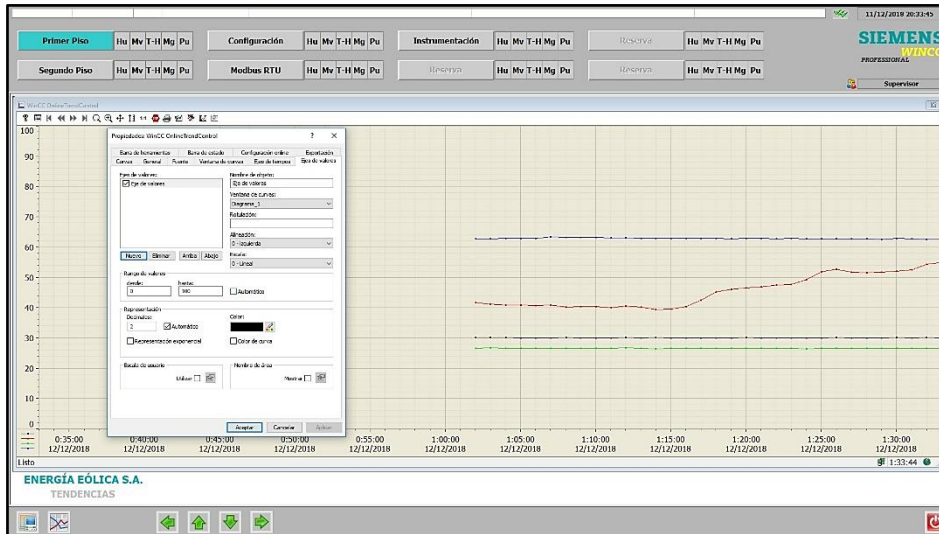 11/12/2018 20:33:45
Primer Piso Hu Mv T-H Mg Pu Configuración Hu Mv T-H Mg Pu Instrumentación Hu Mv T-H Mg Pu Reserva Hu Mv T-H Mg Pu
SIEMENS
WINCC
PROFESSIONAL
Segundo Piso Hu Mv T-H Mg Pu Modbus RTU Hu Mv T-H Mg Pu Reserva Hu Mv T-H Mg Pu Reserva Hu Mv T-H Mg Pu
Supervisor
WinCC OnlineTrendControl
Propiedades WinCC OnlineTrendControl
Barra de herramientas Barra de estado Configuración online Exportación
Curvas General Fuente Ventana de curvas Ejes de tiempos Ejes de valores
Ejes de valores:
Eje de valores
Nombre de objeto:
Eje de valores
Ventana de curvas:
Diagrama_1
Rotulación:
Alineación:
0 - izquierda
Nuevo Eliminar Arriba Abajo
Escala:
0 - Lineal
Rango de valores
desde: hasta:
0 100 Automático
Representación
Decimales: Color:
2 Automático
Representación exponencial Color de curva
Escala de usuario Nombre de área
Utilizar Mostrar
Aceptar Cancelar Aplicar
100
90
80
70
60
50
40
30
20
10
0
0:35:00 0:40:00 0:45:00 0:50:00 0:55:00 1:00:00 1:05:00 1:10:00 1:15:00 1:20:00 1:25:00 1:30:00
12/12/2018 12/12/2018 12/12/2018 12/12/2018 12/12/2018 12/12/2018 12/12/2018 12/12/2018 12/12/2018 12/12/2018 12/12/2018 12/12/2018
Listo 1:33:44
ENERGÍA EÓLICA S.A.
TENDENCIAS